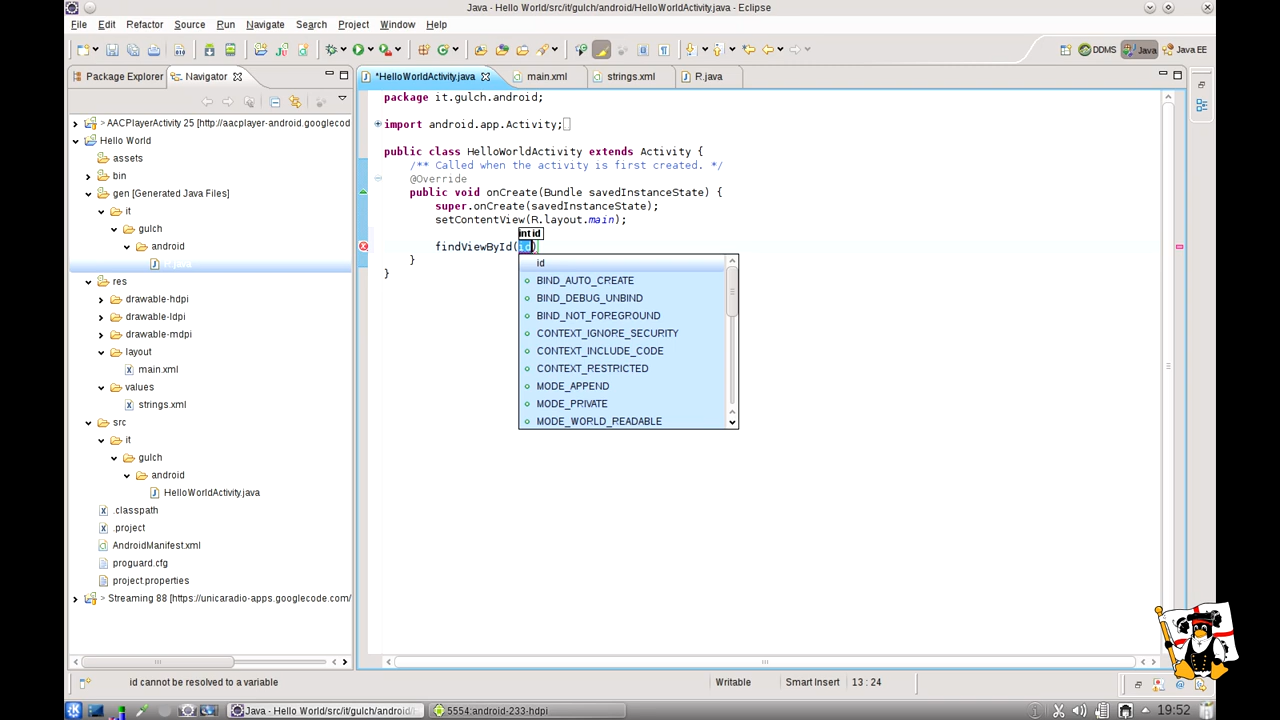 Java - Hello World/src/it/gulch/android/HelloWorldActivity.java - Eclipse
File Edit Refactor Source Run Navigate Search Project Window Help
DDMS Java Java EE
Package Explorer Navigator
*HelloWorldActivity.java main.xml strings.xml R.java
> AACPlayerActivity 25 [http://aacplayer-android.googlecod
Hello World
assets
bin
gen [Generated Java Files]
it
gulch
android
R.java
res
drawable-hdpi
drawable-ldpi
drawable-mdpi
layout
main.xml
values
strings.xml
src
it
gulch
android
HelloWorldActivity.java
.classpath
.project
AndroidManifest.xml
proguard.cfg
project.properties
> Streaming 88 [https://unicaradio-apps.googlecode.com/
package it.gulch.android;
import android.app.Activity;
public class HelloWorldActivity extends Activity {
/** Called when the activity is first created. */
@Override
public void onCreate(Bundle savedInstanceState) {
super.onCreate(savedInstanceState);
setContentView(R.layout.main);
int id
findViewById(id)
}
}
id
BIND_AUTO_CREATE
BIND_DEBUG_UNBIND
BIND_NOT_FOREGROUND
CONTEXT_IGNORE_SECURITY
CONTEXT_INCLUDE_CODE
CONTEXT_RESTRICTED
MODE_APPEND
MODE_PRIVATE
MODE_WORLD_READABLE
id cannot be resolved to a variable
Writable Smart Insert 13 : 24
Java - Hello World/src/it/gulch/android/H 5554:android-233-hdpi 19:52